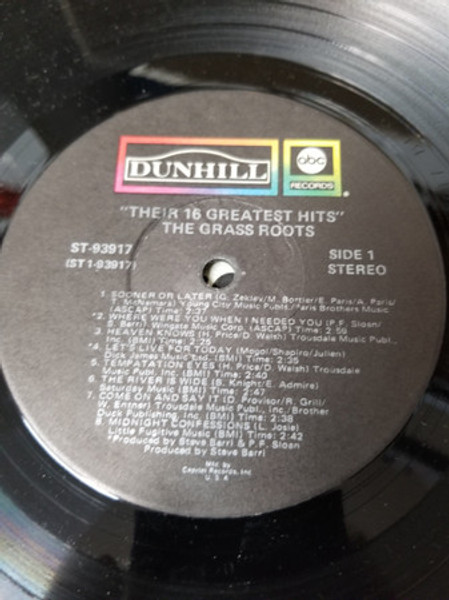 DUNHILL
abc
RECORDS
"THEIR 16 GREATEST HITS"
THE GRASS ROOTS
ST-93917
(ST 1-93917)
SIDE 1
STEREO
1. SOONER OR LATER (G. Zekley/M. Bottler/E. Paris/A. Paris/
T. McNamara) Young City Music Publ./Paris Brothers Music
(ASCAP) Time: 2:37
*2. WHERE WERE YOU WHEN I NEEDED YOU (P.F. Sloan/
S. Barri) Wingate Music Corp. (ASCAP) Time: 2:59
3. HEAVEN KNOWS (H. Price/D. Walsh) Trousdale Music Publ.,
Inc. (BMI) Time: 2:25
*4. LET'S LIVE FOR TODAY (Mogol/Shapiro/Julien)
Dick James Music Ltd. (BMI) Time: 2:35
5. TEMPTATION EYES (H. Price/D. Walsh) Trousdale
Music Publ., Inc. (BMI) Time: 2:40
6. THE RIVER IS WIDE (B. Knight/E. Admire)
Saturday Music (BMI) Time: 2:47
7. COME ON AND SAY IT (D. Provisor/R. Grill/
W. Entner) Trousdale Music Publ., Inc./Brother
Duck Publishing, Inc. (BMI) Time: 2:38
8. MIDNIGHT CONFESSIONS (L. Josie)
Little Fugitive Music (BMI) Time: 2:42
*Produced by Steve Barri & P.F. Sloan
Produced by Steve Barri
Mfd. by
Capitol Records, Inc.
U.S.A.